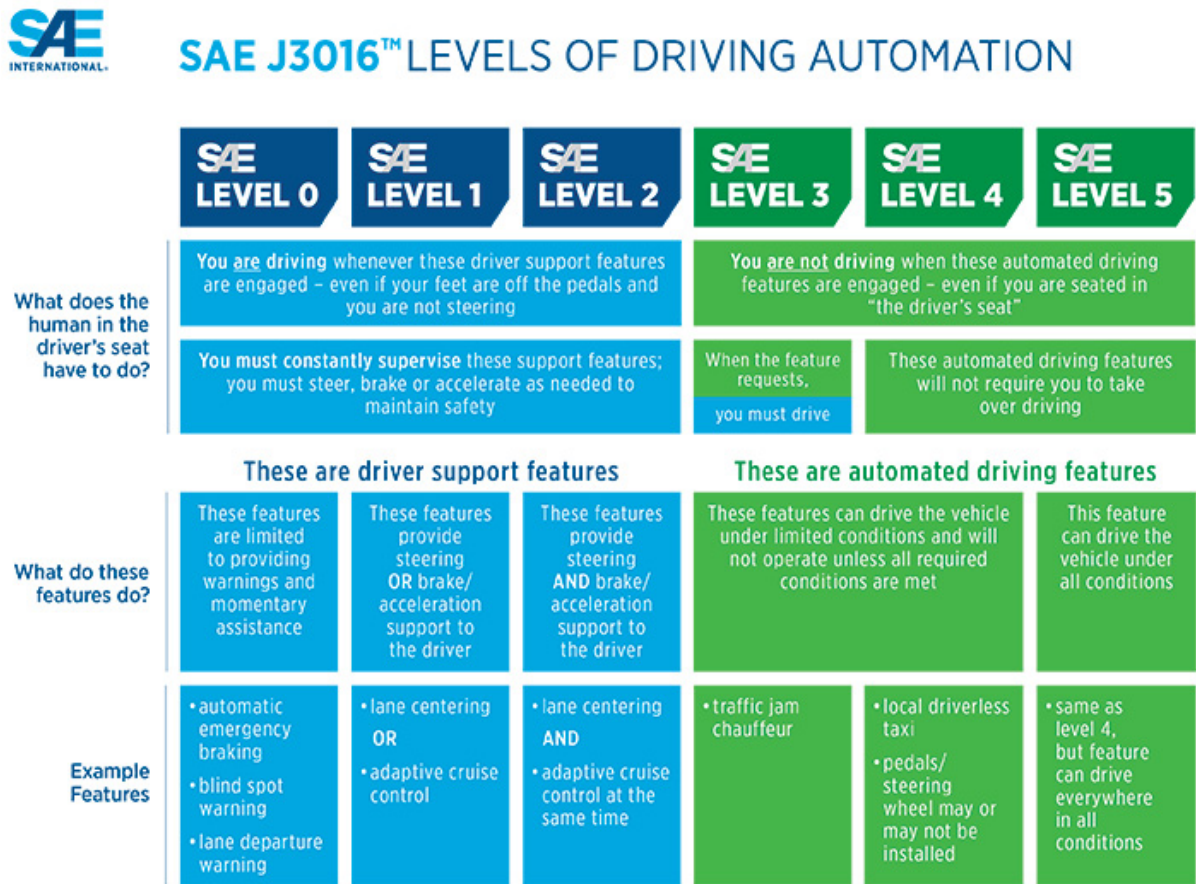 SAE
INTERNATIONAL®
SAE J3016™ LEVELS OF DRIVING AUTOMATION
SAE
LEVEL 0
SAE
LEVEL 1
SAE
LEVEL 2
SAE
LEVEL 3
SAE
LEVEL 4
SAE
LEVEL 5
What does the
human in the
driver's seat
have to do?
You are driving whenever these driver support features
are engaged – even if your feet are off the pedals and
you are not steering
You are not driving when these automated driving
features are engaged – even if you are seated in
“the driver's seat”
You must constantly supervise these support features;
you must steer, brake or accelerate as needed to
maintain safety
When the feature
requests,
you must drive
These automated driving features
will not require you to take
over driving
These are driver support features
These are automated driving features
What do these
features do?
These features
are limited
to providing
warnings and
momentary
assistance
These features
provide
steering
OR brake/
acceleration
support to
the driver
These features
provide
steering
AND brake/
acceleration
support to
the driver
These features can drive the vehicle
under limited conditions and will
not operate unless all required
conditions are met
This feature
can drive the
vehicle under
all conditions
Example
Features
• automatic
emergency
braking
• blind spot
warning
• lane departure
warning
• lane centering
OR
• adaptive cruise
control
• lane centering
AND
• adaptive cruise
control at the
same time
• traffic jam
chauffeur
• local driverless
taxi
• pedals/
steering
wheel may or
may not be
installed
• same as
level 4,
but feature
can drive
everywhere
in all
conditions